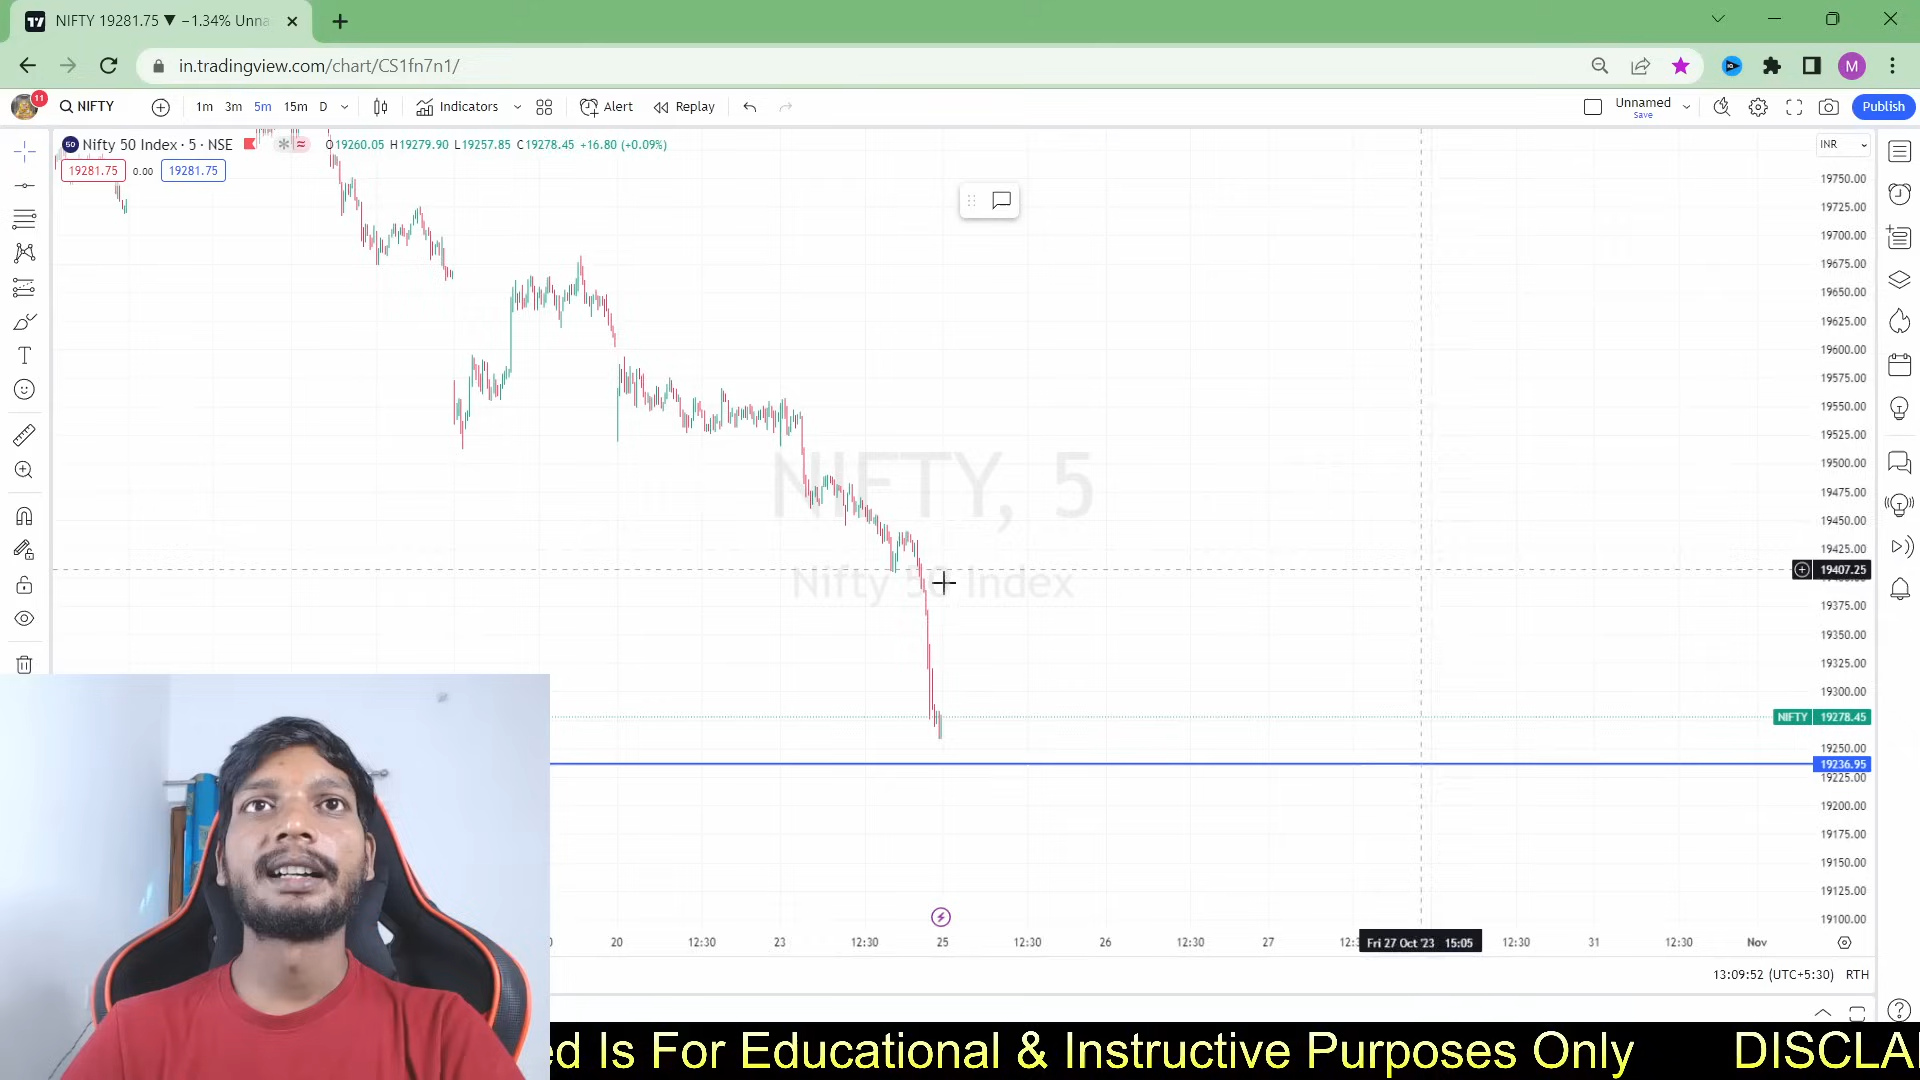 NIFTY 19281.75 ▼ −1.34% Unna
in.tradingview.com/chart/CS1fn7n1/
M
11
NIFTY
1m 3m 5m 15m D
Indicators
Alert
Replay
Unnamed
Save
Publish
50 Nifty 50 Index · 5 · NSE
O19260.05 H19279.90 L19257.85 C19278.45 +16.80 (+0.09%)
19281.75 0.00 19281.75
INR
19750.00
19725.00
19700.00
19675.00
19650.00
19625.00
19600.00
19575.00
19550.00
19525.00
19500.00
19475.00
19450.00
19425.00
19407.25
19375.00
19350.00
19325.00
19300.00
NIFTY 19278.45
19250.00
19236.95
19225.00
19200.00
19175.00
19150.00
19125.00
19100.00
NIFTY, 5
Nifty 50 Index
20 12:30 23 12:30 25 12:30 26 12:30 27 Fri 27 Oct '23 15:05 12:30 31 12:30 Nov
13:09:52 (UTC+5:30) RTH
ed Is For Educational & Instructive Purposes Only DISCLA